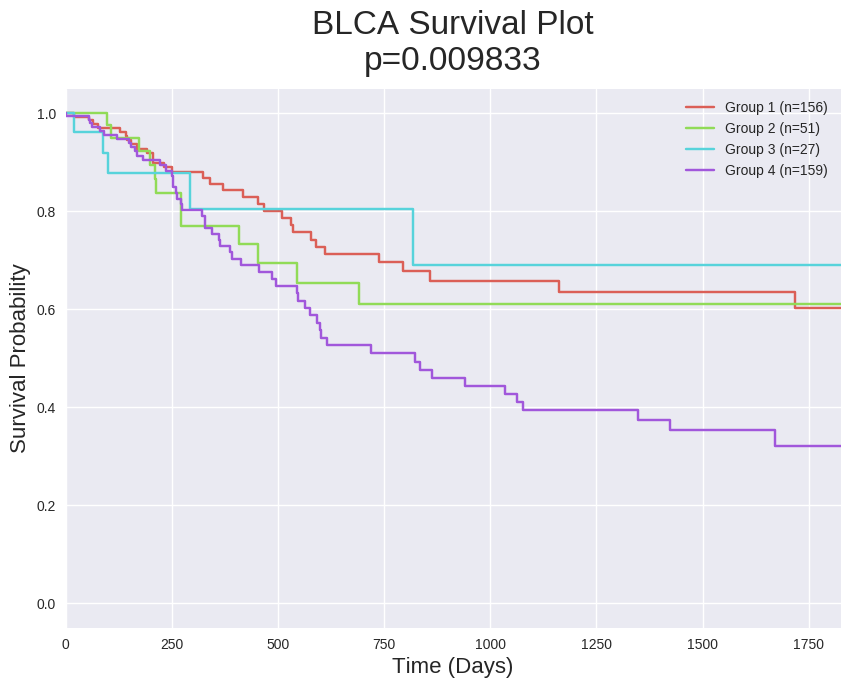 BLCA Survival Plot
p=0.009833
Group 1 (n=156)
Group 2 (n=51)
Group 3 (n=27)
Group 4 (n=159)
Survival Probability
1.0
0.8
0.6
0.4
0.2
0.0
0 250 500 750 1000 1250 1500 1750
Time (Days)